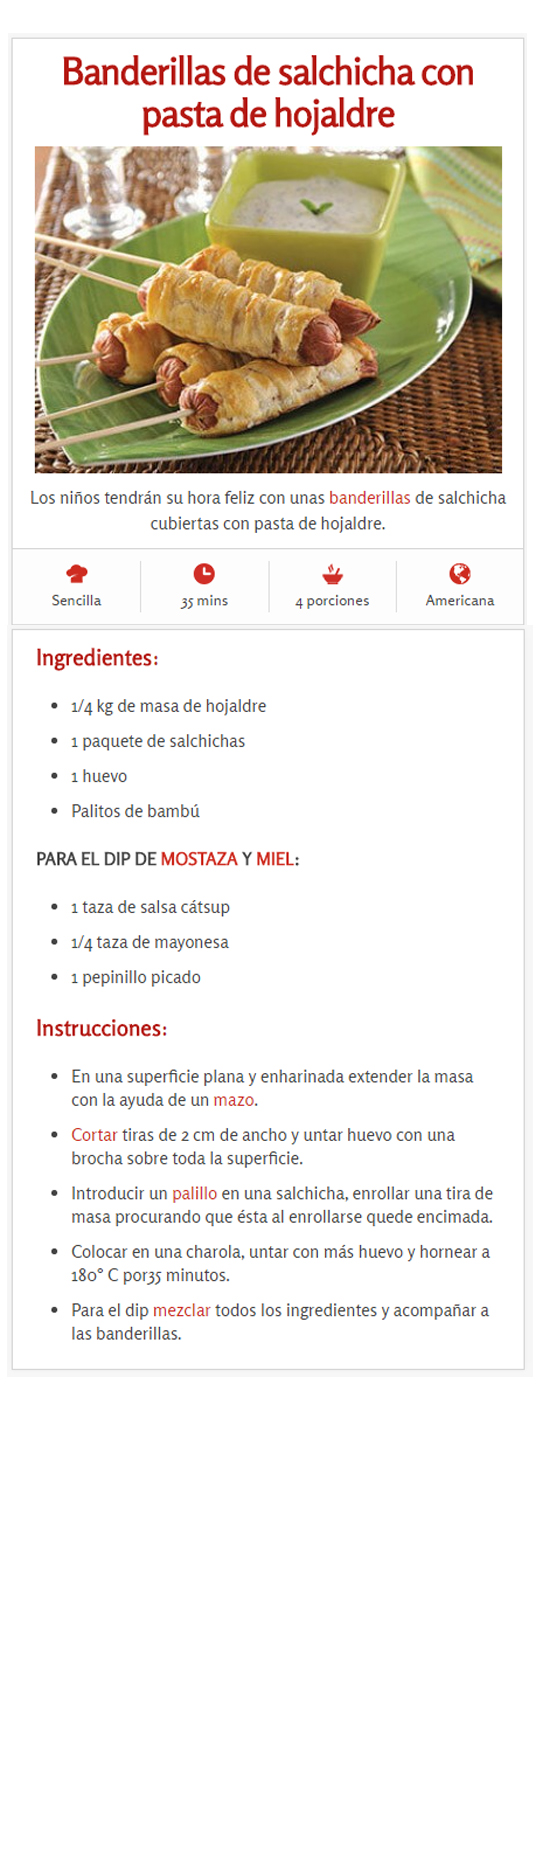 Banderillas de salchicha con
pasta de hojaldre
Los niños tendrán su hora feliz con unas banderillas de salchicha
cubiertas con pasta de hojaldre.
Sencilla
35 mins
4 porciones
Americana
Ingredientes:
• 1/4 kg de masa de hojaldre
• 1 paquete de salchichas
• 1 huevo
• Palitos de bambú
PARA EL DIP DE MOSTAZA Y MIEL:
• 1 taza de salsa cátsup
• 1/4 taza de mayonesa
• 1 pepinillo picado
Instrucciones:
• En una superficie plana y enharinada extender la masa
con la ayuda de un mazo.
• Cortar tiras de 2 cm de ancho y untar huevo con una
brocha sobre toda la superficie.
• Introducir un palillo en una salchicha, enrollar una tira de
masa procurando que ésta al enrollarse quede encimada.
• Colocar en una charola, untar con más huevo y hornear a
180° C por35 minutos.
• Para el dip mezclar todos los ingredientes y acompañar a
las banderillas.